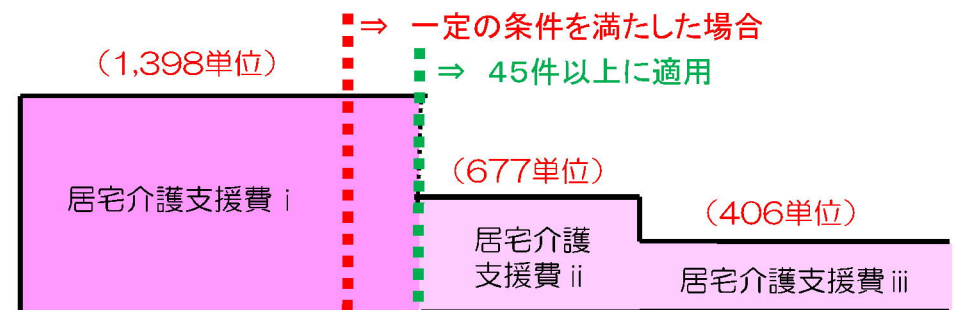 ⇒ 一定の条件を満たした場合
（1,398単位）
⇒ 45件以上に適用
（677単位）
居宅介護支援費ⅰ
（406単位）
居宅介護
支援費ⅱ
居宅介護支援費ⅲ